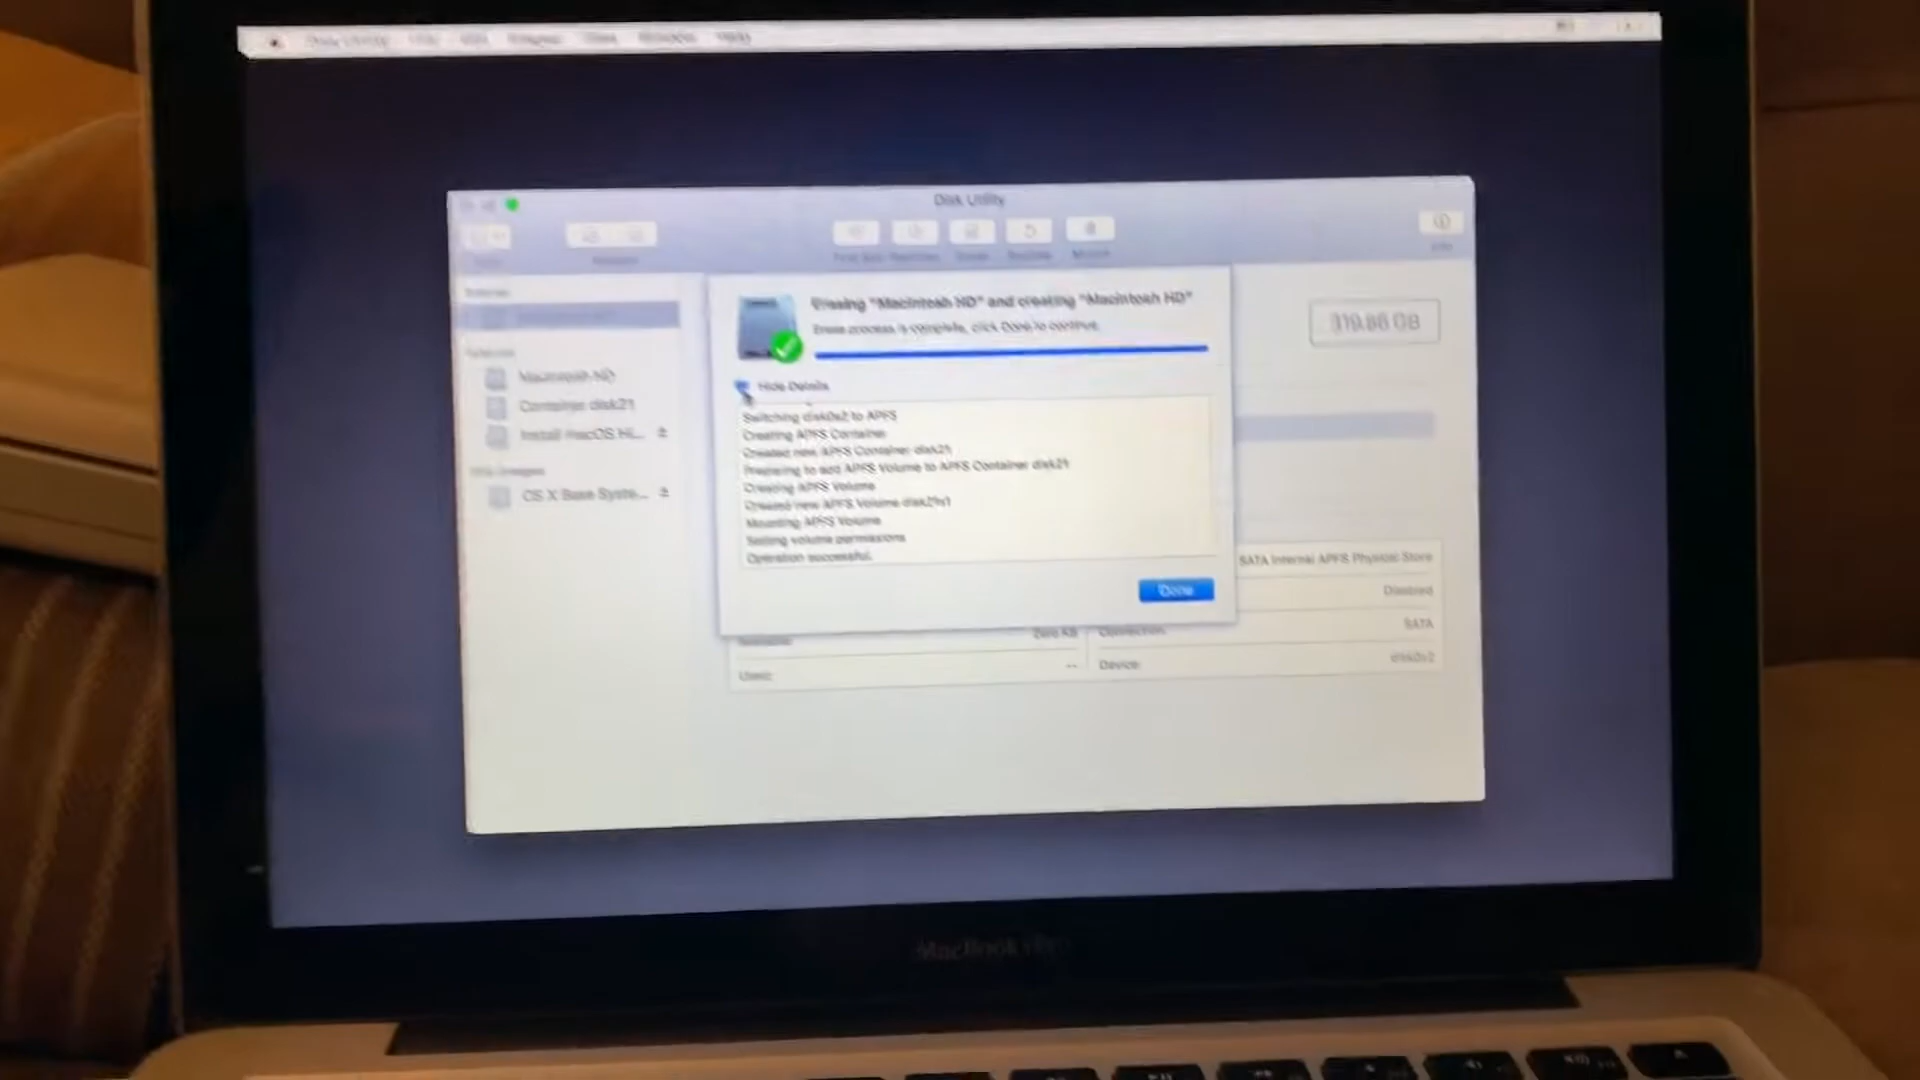 Disk Utility
Erasing "Macintosh HD" and creating "Macintosh HD"
Erase process is complete, click Done to continue.
319.86 GB
Hide Details
Macintosh HD
Container disk21
Install macOS Hi...
OS X Base Syste...
Switching disk0s2 to APFS
Creating APFS Container
Created new APFS Container disk21
Preparing to add APFS Volume to APFS Container disk21
Creating APFS Volume
Created new APFS Volume disk21s1
Mounting APFS Volume
Setting volume permissions
Operation successful.
Done
SATA Internal APFS Physical Store
Disabled
Zero KB
Connection:
SATA
Used:
--
Device:
disk0s2
MacBook Pro